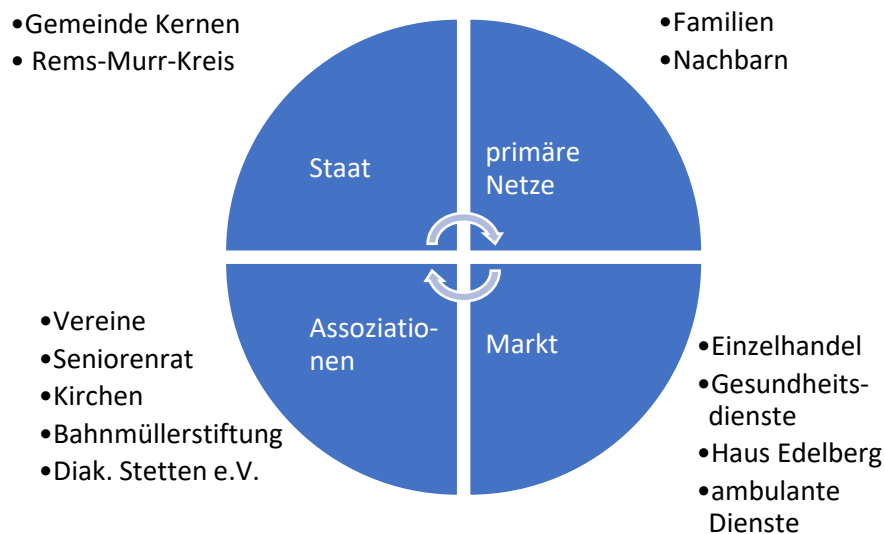 •Gemeinde Kernen
• Rems-Murr-Kreis
•Familien
•Nachbarn
Staat
primäre
Netze
Assoziatio-
nen
Markt
•Vereine
•Seniorenrat
•Kirchen
•Bahnmüllerstiftung
•Diak. Stetten e.V.
•Einzelhandel
•Gesundheits-
dienste
•Haus Edelberg
•ambulante
Dienste